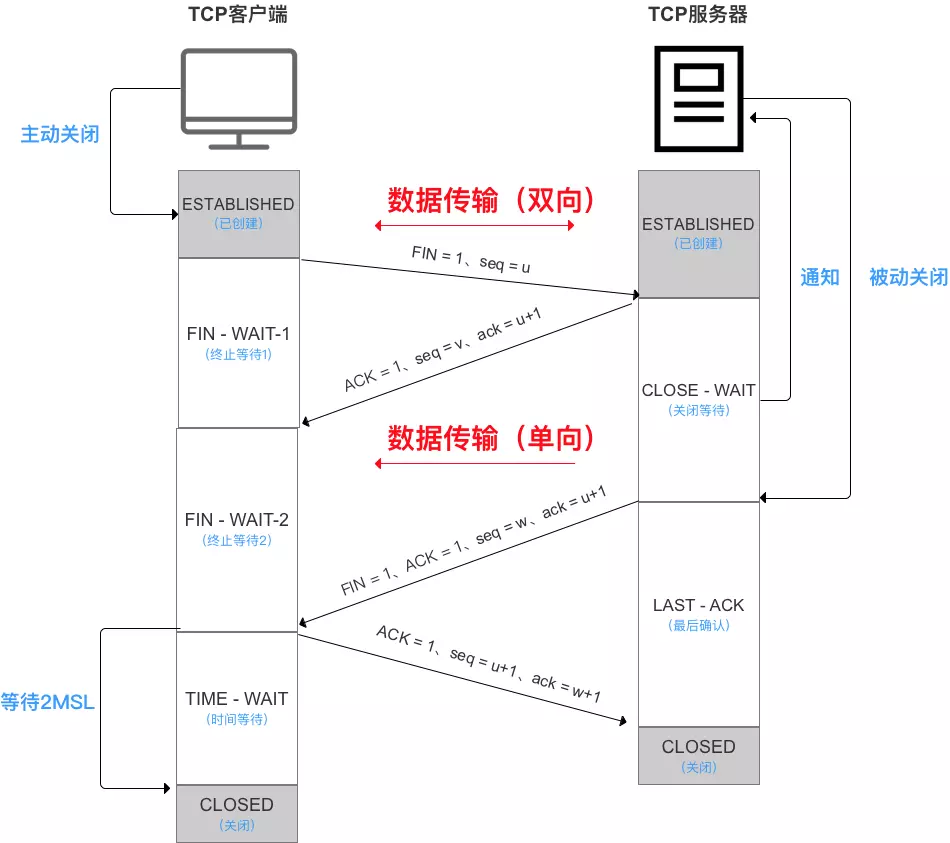 TCP客户端
TCP服务器
主动关闭
ESTABLISHED
(已创建)
数据传输（双向）
ESTABLISHED
(已创建)
FIN = 1、seq = u
通知
被动关闭
FIN - WAIT-1
(终止等待1)
ACK = 1、seq = v、ack = u+1
CLOSE - WAIT
(关闭等待)
数据传输（单向）
FIN - WAIT-2
(终止等待2)
FIN = 1、ACK = 1、seq = w、ack = u+1
LAST - ACK
(最后确认)
ACK = 1、seq = u+1、ack = w+1
等待2MSL
TIME - WAIT
(时间等待)
CLOSED
(关闭)
CLOSED
(关闭)